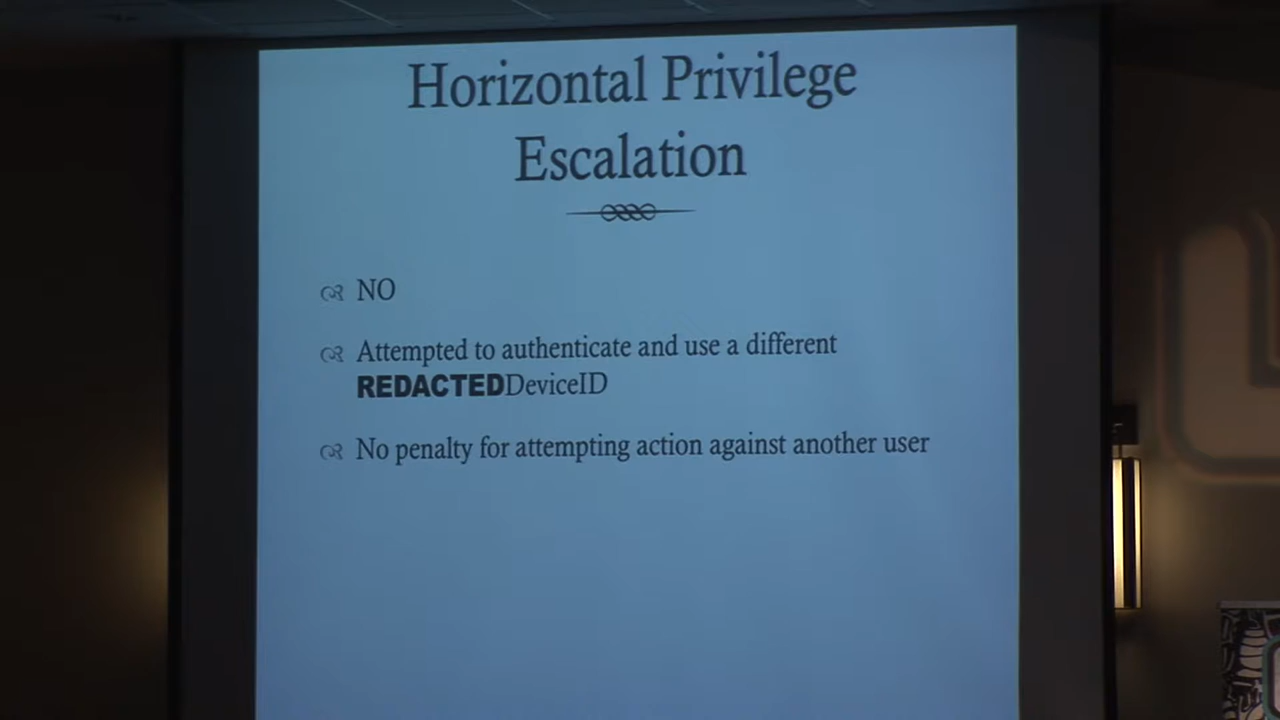 Horizontal Privilege
Escalation
NO
Attempted to authenticate and use a different
REDACTEDDeviceID
No penalty for attempting action against another user